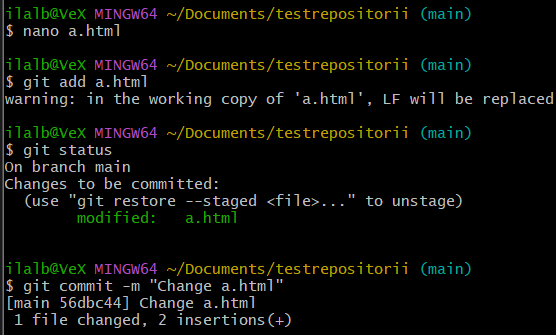 ilalb@VeX MINGW64 ~/Documents/testrepositorii (main)
$ nano a.html
ilalb@VeX MINGW64 ~/Documents/testrepositorii (main)
$ git add a.html
warning: in the working copy of 'a.html', LF will be replaced
ilalb@VeX MINGW64 ~/Documents/testrepositorii (main)
$ git status
On branch main
Changes to be committed:
  (use "git restore --staged <file>..." to unstage)
        modified:   a.html
ilalb@VeX MINGW64 ~/Documents/testrepositorii (main)
$ git commit -m "Change a.html"
[main 56dbc44] Change a.html
 1 file changed, 2 insertions(+)